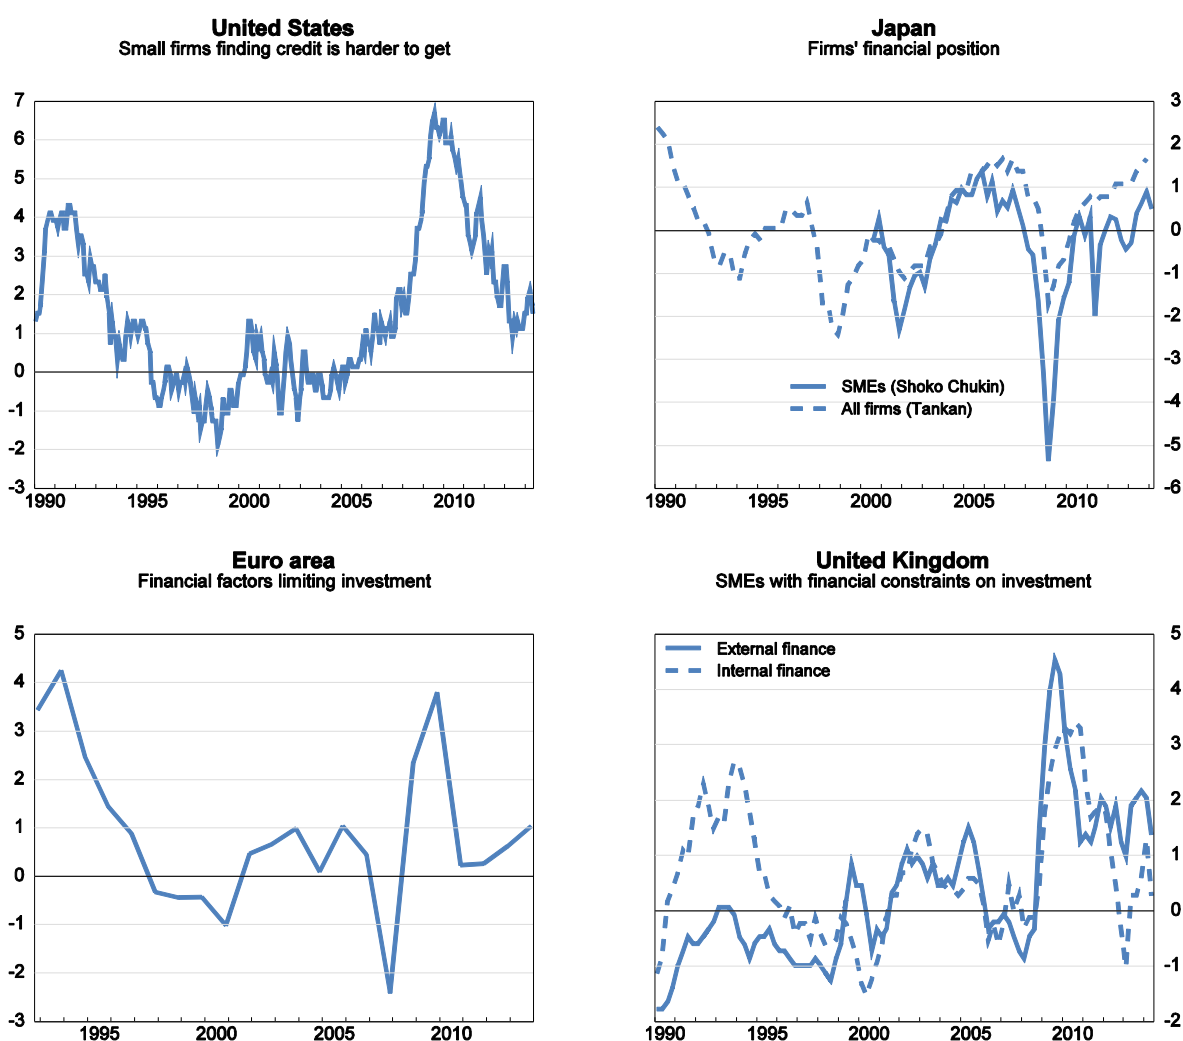 United States
Small firms finding credit is harder to get
7
6
5
4
3
2
1
0
-1
-2
-3
1990 1995 2000 2005 2010
Japan
Firms' financial position
3
2
1
0
-1
-2
-3
-4
-5
-6
SMEs (Shoko Chukin)
All firms (Tankan)
1990 1995 2000 2005 2010
Euro area
Financial factors limiting investment
5
4
3
2
1
0
-1
-2
-3
1995 2000 2005 2010
United Kingdom
SMEs with financial constraints on investment
External finance
Internal finance
5
4
3
2
1
0
-1
-2
1990 1995 2000 2005 2010